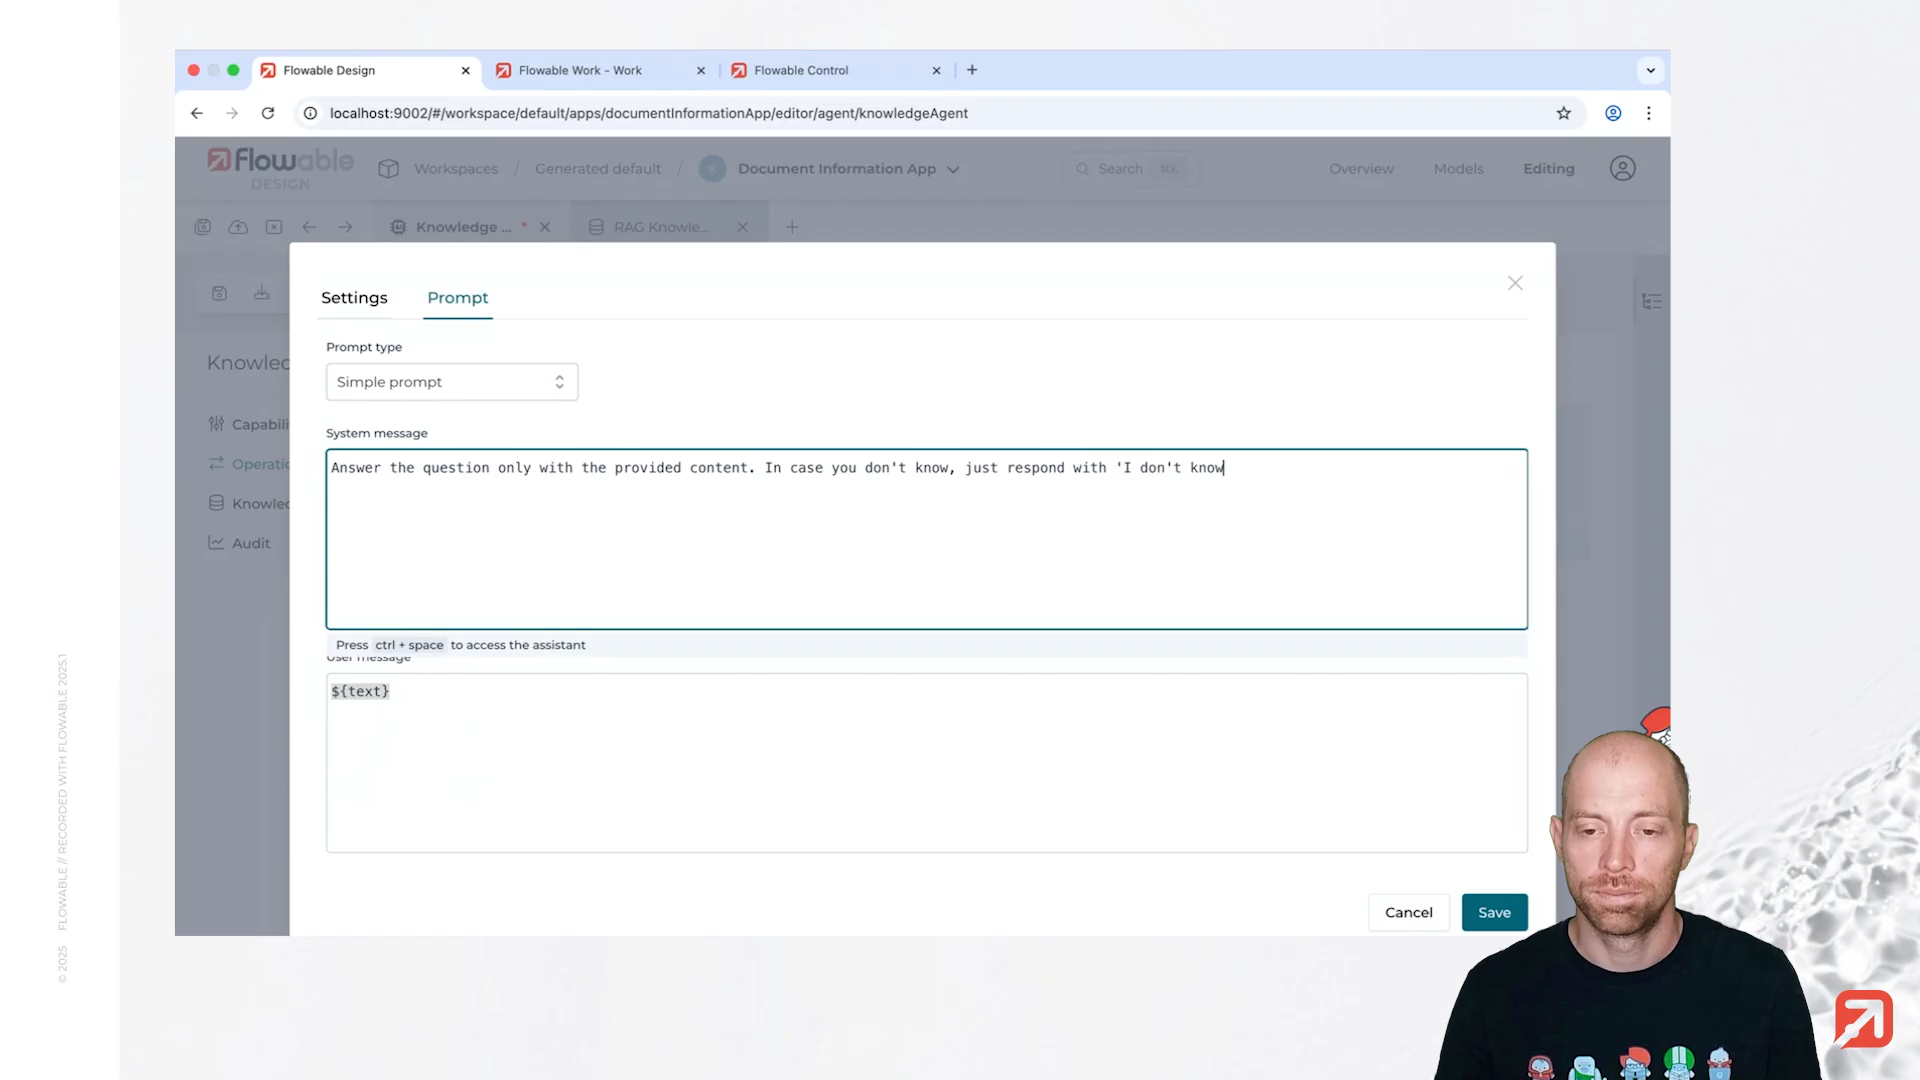 Flowable Design
Flowable Work - Work
Flowable Control
localhost:9002/#/workspace/default/apps/documentInformationApp/editor/agent/knowledgeAgent
Flowable
DESIGN
Workspaces / Generated default / Document Information App
Search ⌘K
Overview
Models
Editing
Knowledge ... *
RAG Knowle...
Settings
Prompt
Knowled
Prompt type
Simple prompt
Capabili
System message
Operatio
Answer the question only with the provided content. In case you don't know, just respond with 'I don't know
Knowled
Audit
Press ctrl + space to access the assistant
User message
${text}
Cancel
Save
© 2025 FLOWABLE // RECORDED WITH FLOWABLE 2025.1